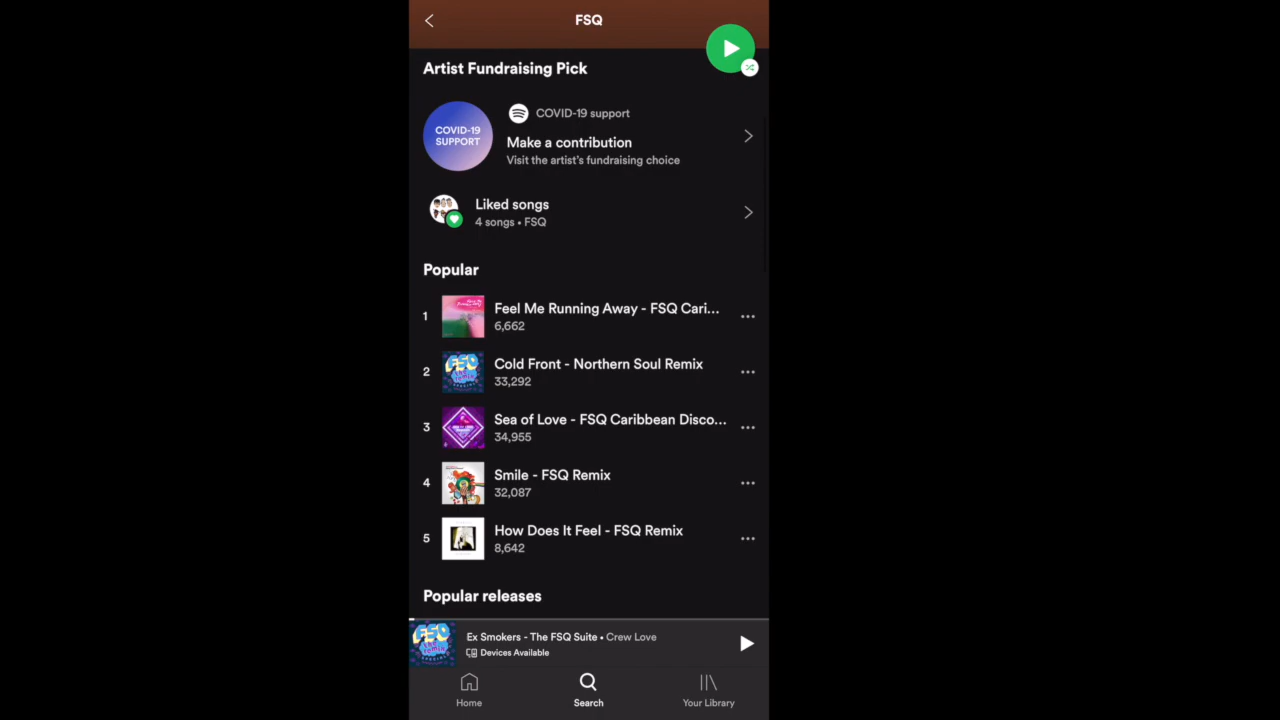 FSQ
Artist Fundraising Pick
COVID-19
SUPPORT
COVID-19 support
Make a contribution
Visit the artist's fundraising choice
Liked songs
4 songs • FSQ
Popular
1
Feel Me Running Away - FSQ Cari...
6,662
2
Cold Front - Northern Soul Remix
33,292
3
Sea of Love - FSQ Caribbean Disco...
34,955
4
Smile - FSQ Remix
32,087
5
How Does It Feel - FSQ Remix
8,642
Popular releases
Ex Smokers - The FSQ Suite • Crew Love
Devices Available
Home
Search
Your Library